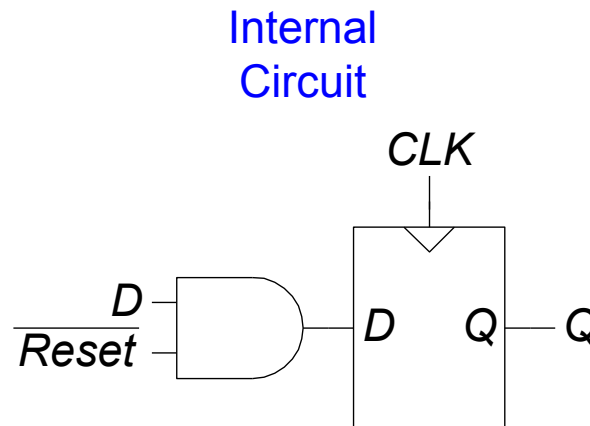 Internal
Circuit
CLK
D
Reset
D Q Q